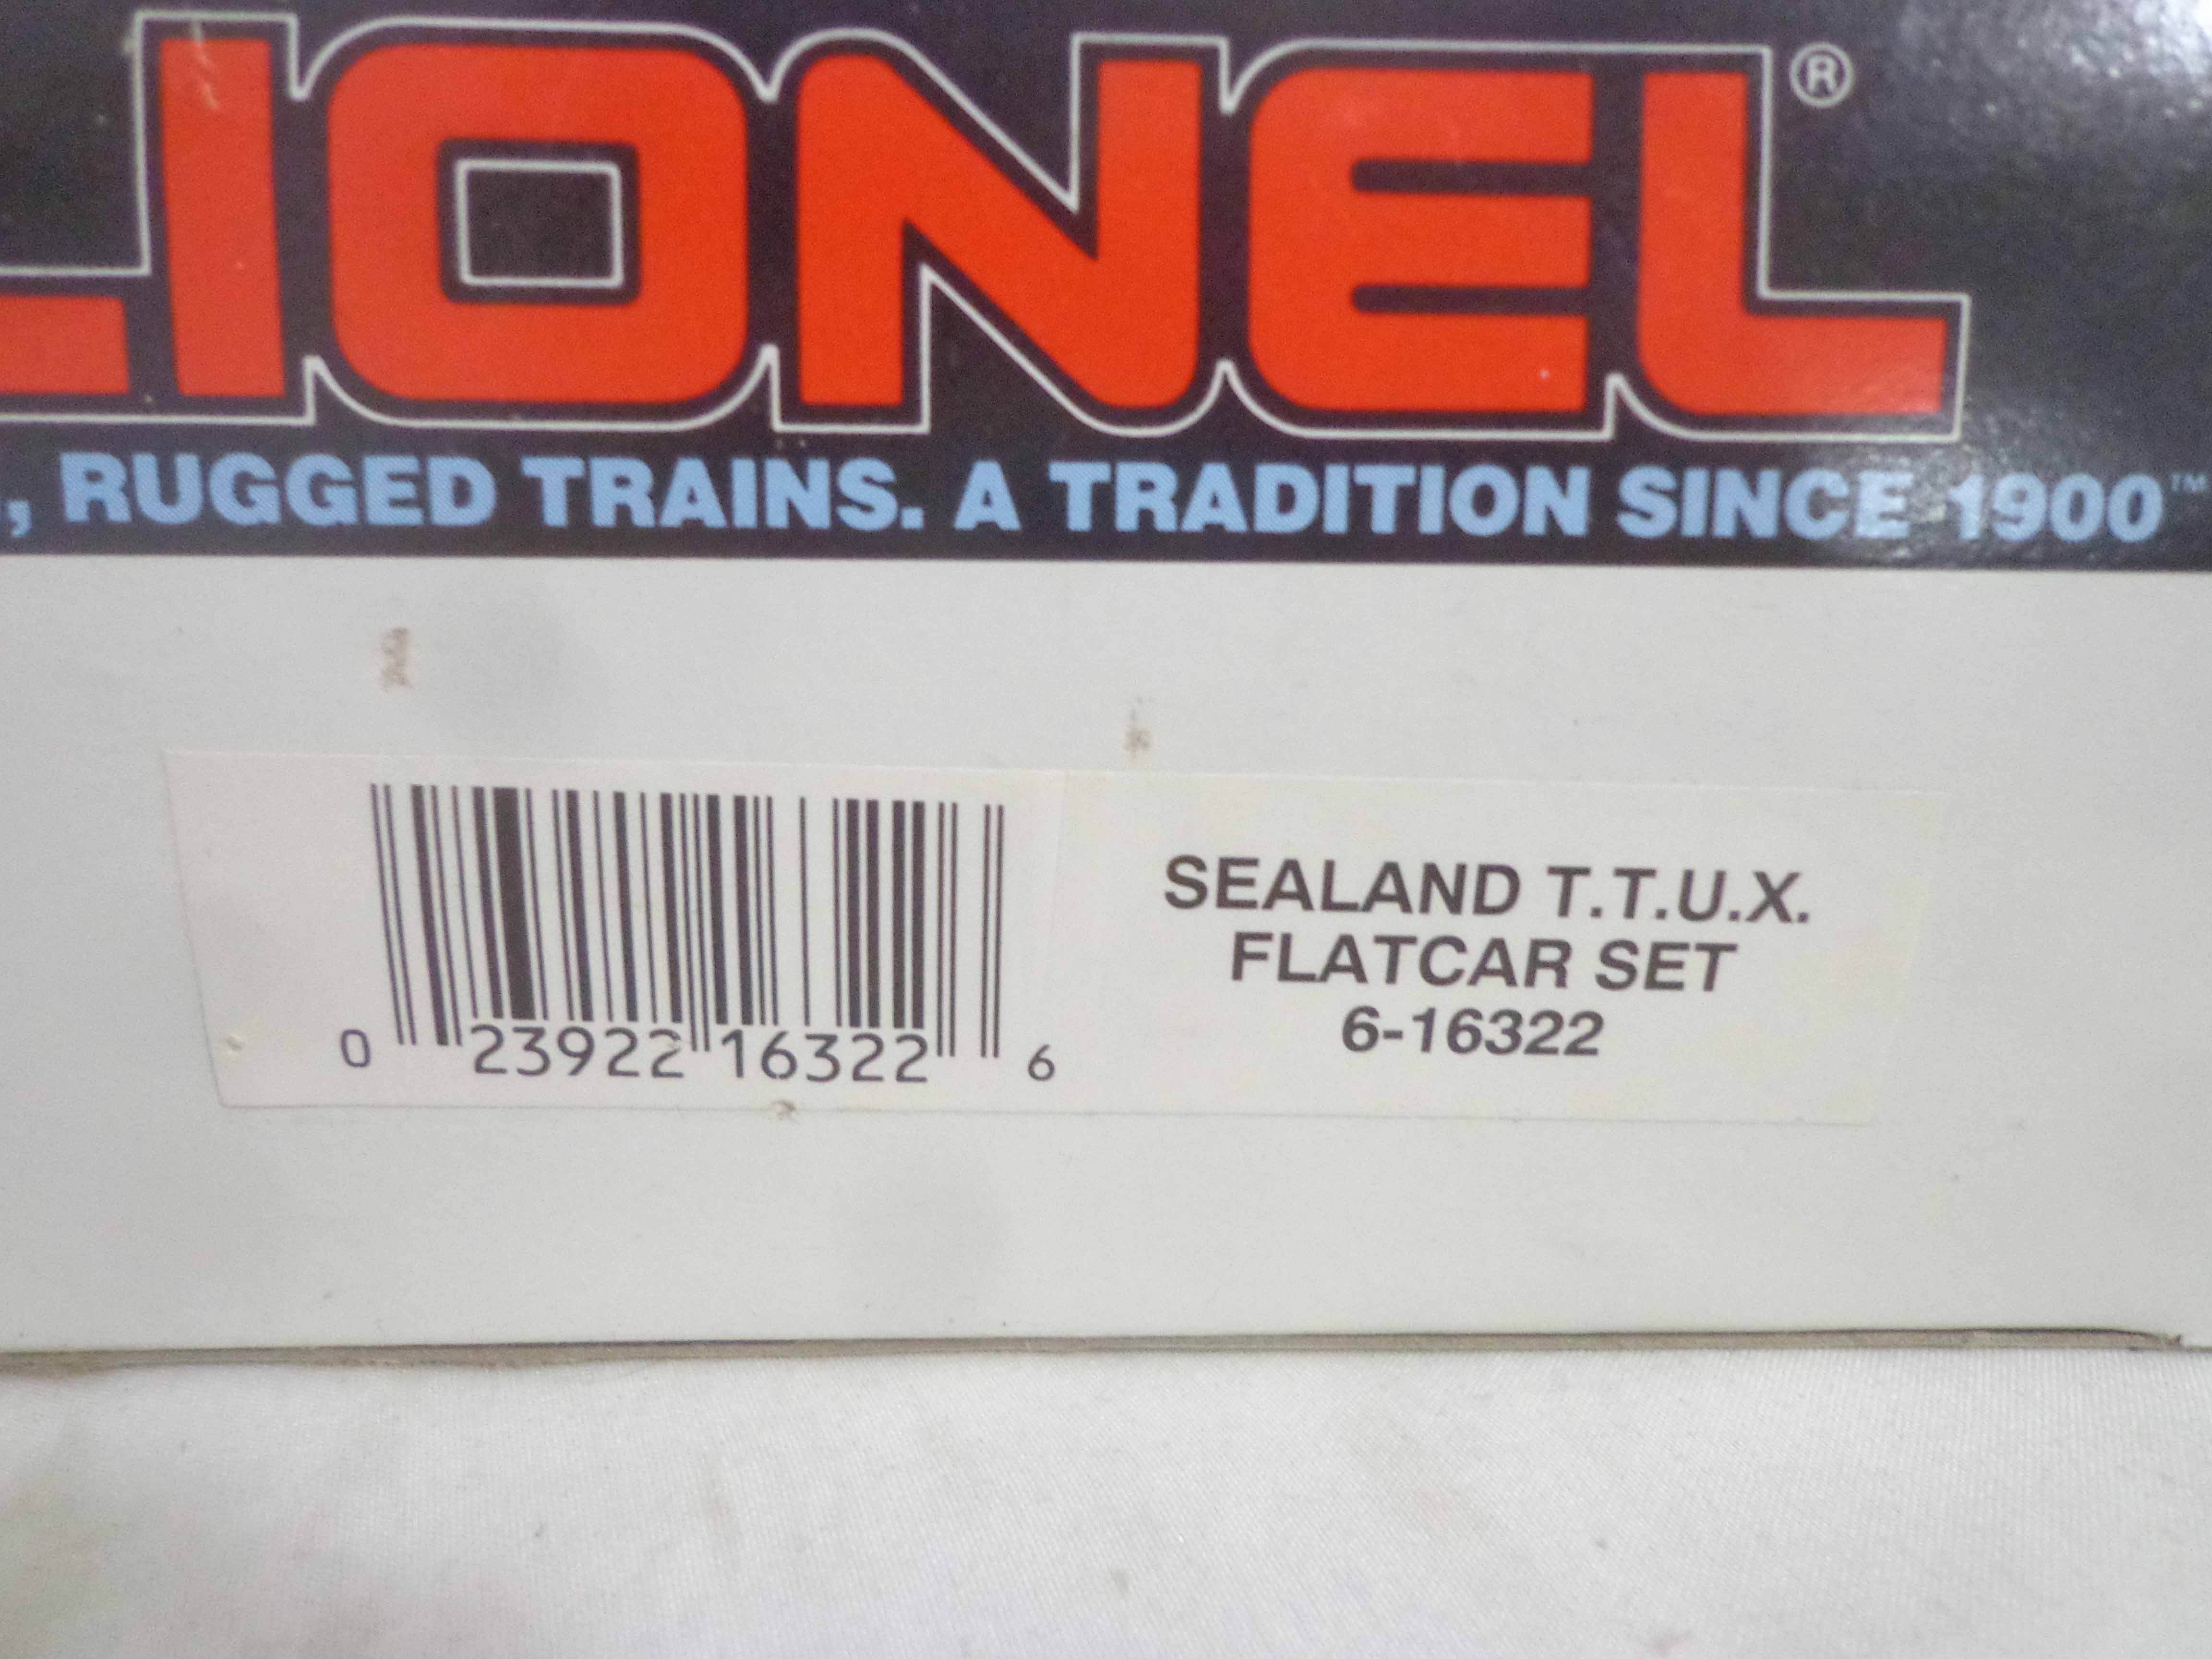 LIONEL®
, RUGGED TRAINS. A TRADITION SINCE 1900™
SEALAND T.T.U.X.
FLATCAR SET
6-16322
0 23922 16322 6